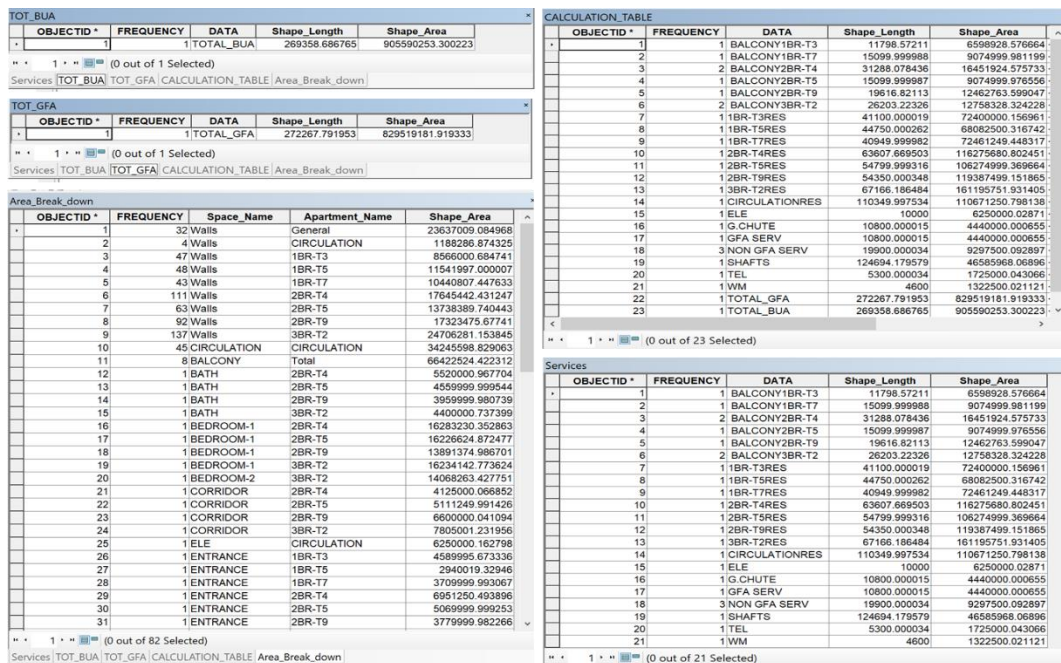 TOT_BUA ×
OBJECTID * FREQUENCY DATA Shape_Length Shape_Area
1 1 TOTAL_BUA 269358.686765 905590253.300223
1 (0 out of 1 Selected)
Services TOT_BUA TOT_GFA CALCULATION_TABLE Area_Break_down
TOT_GFA ×
OBJECTID * FREQUENCY DATA Shape_Length Shape_Area
1 1 TOTAL_GFA 272267.791953 829519181.919333
1 (0 out of 1 Selected)
Services TOT_BUA TOT_GFA CALCULATION_TABLE Area_Break_down
Area_Break_down
OBJECTID * FREQUENCY Space_Name Apartment_Name Shape_Area
1 32 Walls General 23637009.084968
2 4 Walls CIRCULATION 1188286.874325
3 47 Walls 1BR-T3 8566000.684741
4 48 Walls 1BR-T5 11541997.000007
5 43 Walls 1BR-T7 10440807.447633
6 111 Walls 2BR-T4 17645442.431247
7 63 Walls 2BR-T5 13738389.740443
8 92 Walls 2BR-T9 17323475.67741
9 137 Walls 3BR-T2 24706281.153845
10 45 CIRCULATION CIRCULATION 34245598.829063
11 8 BALCONY Total 66422524.422312
12 1 BATH 2BR-T4 5520000.967704
13 1 BATH 2BR-T5 4559999.999544
14 1 BATH 2BR-T9 3959999.980739
15 1 BATH 3BR-T2 4400000.737399
16 1 BEDROOM-1 2BR-T4 16283230.352863
17 1 BEDROOM-1 2BR-T5 16226624.872477
18 1 BEDROOM-1 2BR-T9 13891374.986701
19 1 BEDROOM-1 3BR-T2 16234142.773624
20 1 BEDROOM-2 3BR-T2 14068263.427751
21 1 CORRIDOR 2BR-T4 4125000.066852
22 1 CORRIDOR 2BR-T5 5111249.991426
23 1 CORRIDOR 2BR-T9 6600000.041094
24 1 CORRIDOR 3BR-T2 7805001.231956
25 1 ELE CIRCULATION 6250000.162798
26 1 ENTRANCE 1BR-T3 4589995.673336
27 1 ENTRANCE 1BR-T5 2940019.32946
28 1 ENTRANCE 1BR-T7 3709999.993067
29 1 ENTRANCE 2BR-T4 6951250.493896
30 1 ENTRANCE 2BR-T5 5069999.999253
31 1 ENTRANCE 2BR-T9 3779999.982266
1 (0 out of 82 Selected)
Services TOT_BUA TOT_GFA CALCULATION_TABLE Area_Break_down
CALCULATION_TABLE
OBJECTID * FREQUENCY DATA Shape_Length Shape_Area
1 1 BALCONY1BR-T3 11798.57211 6598928.576664
2 1 BALCONY1BR-T7 15099.999988 9074999.981199
3 2 BALCONY2BR-T4 31288.078436 16451924.575733
4 1 BALCONY2BR-T5 15099.999987 9074999.976556
5 1 BALCONY2BR-T9 19616.82113 12462763.599047
6 2 BALCONY3BR-T2 26203.22326 12758328.324228
7 1 1BR-T3RES 41100.000019 72400000.156961
8 1 1BR-T5RES 44750.000262 68082500.316742
9 1 1BR-T7RES 40949.999982 72461249.448317
10 1 2BR-T4RES 63607.669503 116275680.802451
11 1 2BR-T5RES 54799.999316 106274999.369664
12 1 2BR-T9RES 54350.000348 119387499.151865
13 1 3BR-T2RES 67166.186484 161195751.931405
14 1 CIRCULATIONRES 110349.997534 110671250.798138
15 1 ELE 10000 6250000.02871
16 1 G.CHUTE 10800.000015 4440000.000655
17 1 GFA SERV 10800.000015 4440000.000655
18 3 NON GFA SERV 19900.000034 9297500.092897
19 1 SHAFTS 124694.179579 46585968.06896
20 1 TEL 5300.000034 1725000.043066
21 1 WM 4600 1322500.021121
22 1 TOTAL_GFA 272267.791953 829519181.919333
23 1 TOTAL_BUA 269358.686765 905590253.300223
1 (0 out of 23 Selected)
Services
OBJECTID * FREQUENCY DATA Shape_Length Shape_Area
1 1 BALCONY1BR-T3 11798.57211 6598928.576664
2 1 BALCONY1BR-T7 15099.999988 9074999.981199
3 2 BALCONY2BR-T4 31288.078436 16451924.575733
4 1 BALCONY2BR-T5 15099.999987 9074999.976556
5 1 BALCONY2BR-T9 19616.82113 12462763.599047
6 2 BALCONY3BR-T2 26203.22326 12758328.324228
7 1 1BR-T3RES 41100.000019 72400000.156961
8 1 1BR-T5RES 44750.000262 68082500.316742
9 1 1BR-T7RES 40949.999982 72461249.448317
10 1 2BR-T4RES 63607.669503 116275680.802451
11 1 2BR-T5RES 54799.999316 106274999.369664
12 1 2BR-T9RES 54350.000348 119387499.151865
13 1 3BR-T2RES 67166.186484 161195751.931405
14 1 CIRCULATIONRES 110349.997534 110671250.798138
15 1 ELE 10000 6250000.02871
16 1 G.CHUTE 10800.000015 4440000.000655
17 1 GFA SERV 10800.000015 4440000.000655
18 3 NON GFA SERV 19900.000034 9297500.092897
19 1 SHAFTS 124694.179579 46585968.06896
20 1 TEL 5300.000034 1725000.043066
21 1 WM 4600 1322500.021121
1 (0 out of 21 Selected)